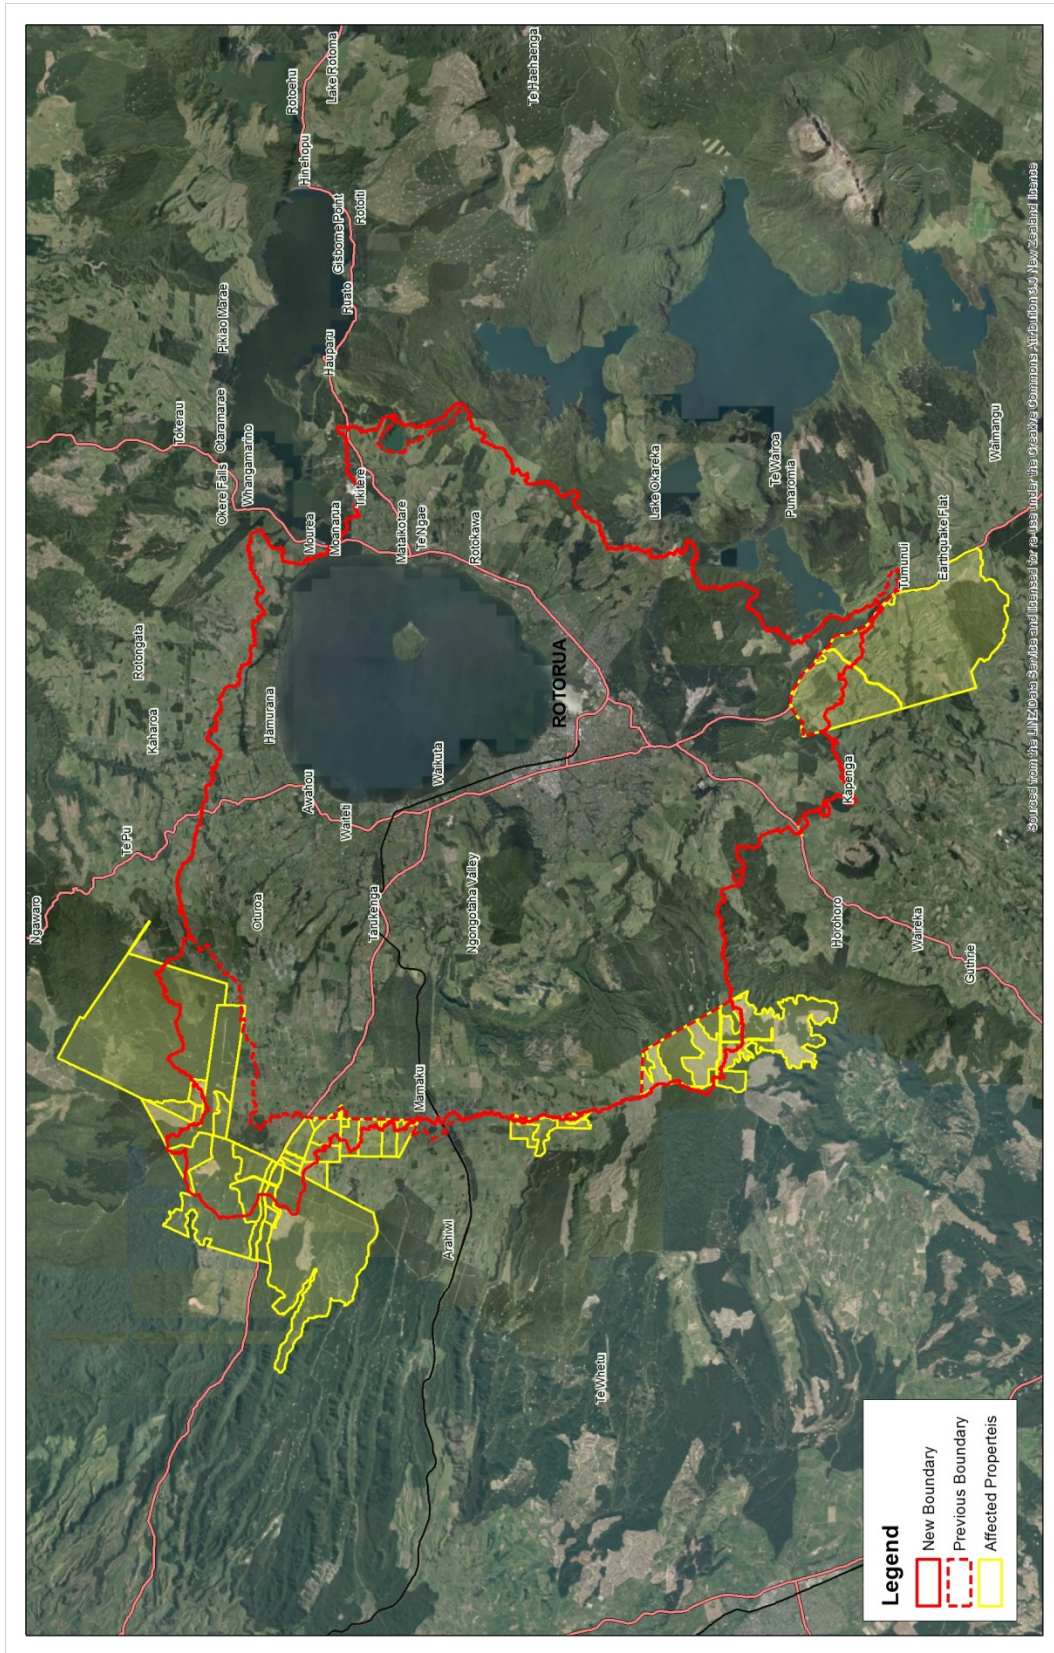 Ngawaro
Te Pu
Rotongata
Kaharoa
Tokerau
Okere Falls
Otaramarae
Pikiao Marae
Whangamarino
Oturoa
Hamurana
Rotoehu
Awahou
Mourea
Hinehopu
Moanarua
Hauparu
Lake Rotoma
Waiteti
Ruato
Gisborne Point
Tikitere
Rotoiti
Tarukenga
Mataikotare
Te Ngae
Mamaku
Waikuta
Arahiwi
Ngongotaha Valley
Rotokawa
Te Haehaenga
ROTORUA
Te Whetu
Lake Okareka
Te Wairoa
Punaromia
Horohoro
Kapenga
Tumunui
Waireka
Earthquake Flat
Guthrie
Waimangu
Legend
New Boundary
Previous Boundary
Affected Properteis
Sourced from the LINZ Data Service and licensed for re-use under the Creative Commons Attribution 3.0 New Zealand licence